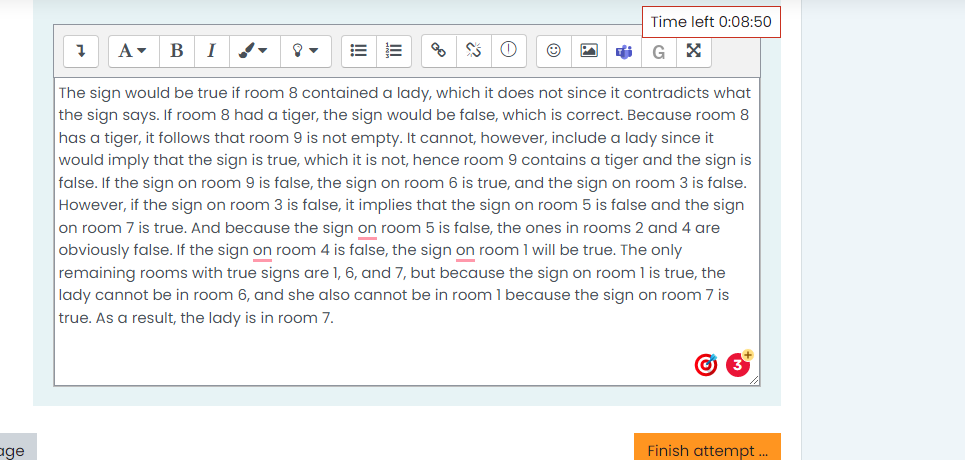 Time left 0:08:50
A B I G
The sign would be true if room 8 contained a lady, which it does not since it contradicts what
the sign says. If room 8 had a tiger, the sign would be false, which is correct. Because room 8
has a tiger, it follows that room 9 is not empty. It cannot, however, include a lady since it
would imply that the sign is true, which it is not, hence room 9 contains a tiger and the sign is
false. If the sign on room 9 is false, the sign on room 6 is true, and the sign on room 3 is false.
However, if the sign on room 3 is false, it implies that the sign on room 5 is false and the sign
on room 7 is true. And because the sign on room 5 is false, the ones in rooms 2 and 4 are
obviously false. If the sign on room 4 is false, the sign on room 1 will be true. The only
remaining rooms with true signs are 1, 6, and 7, but because the sign on room 1 is true, the
lady cannot be in room 6, and she also cannot be in room 1 because the sign on room 7 is
true. As a result, the lady is in room 7.
3
age
Finish attempt ...